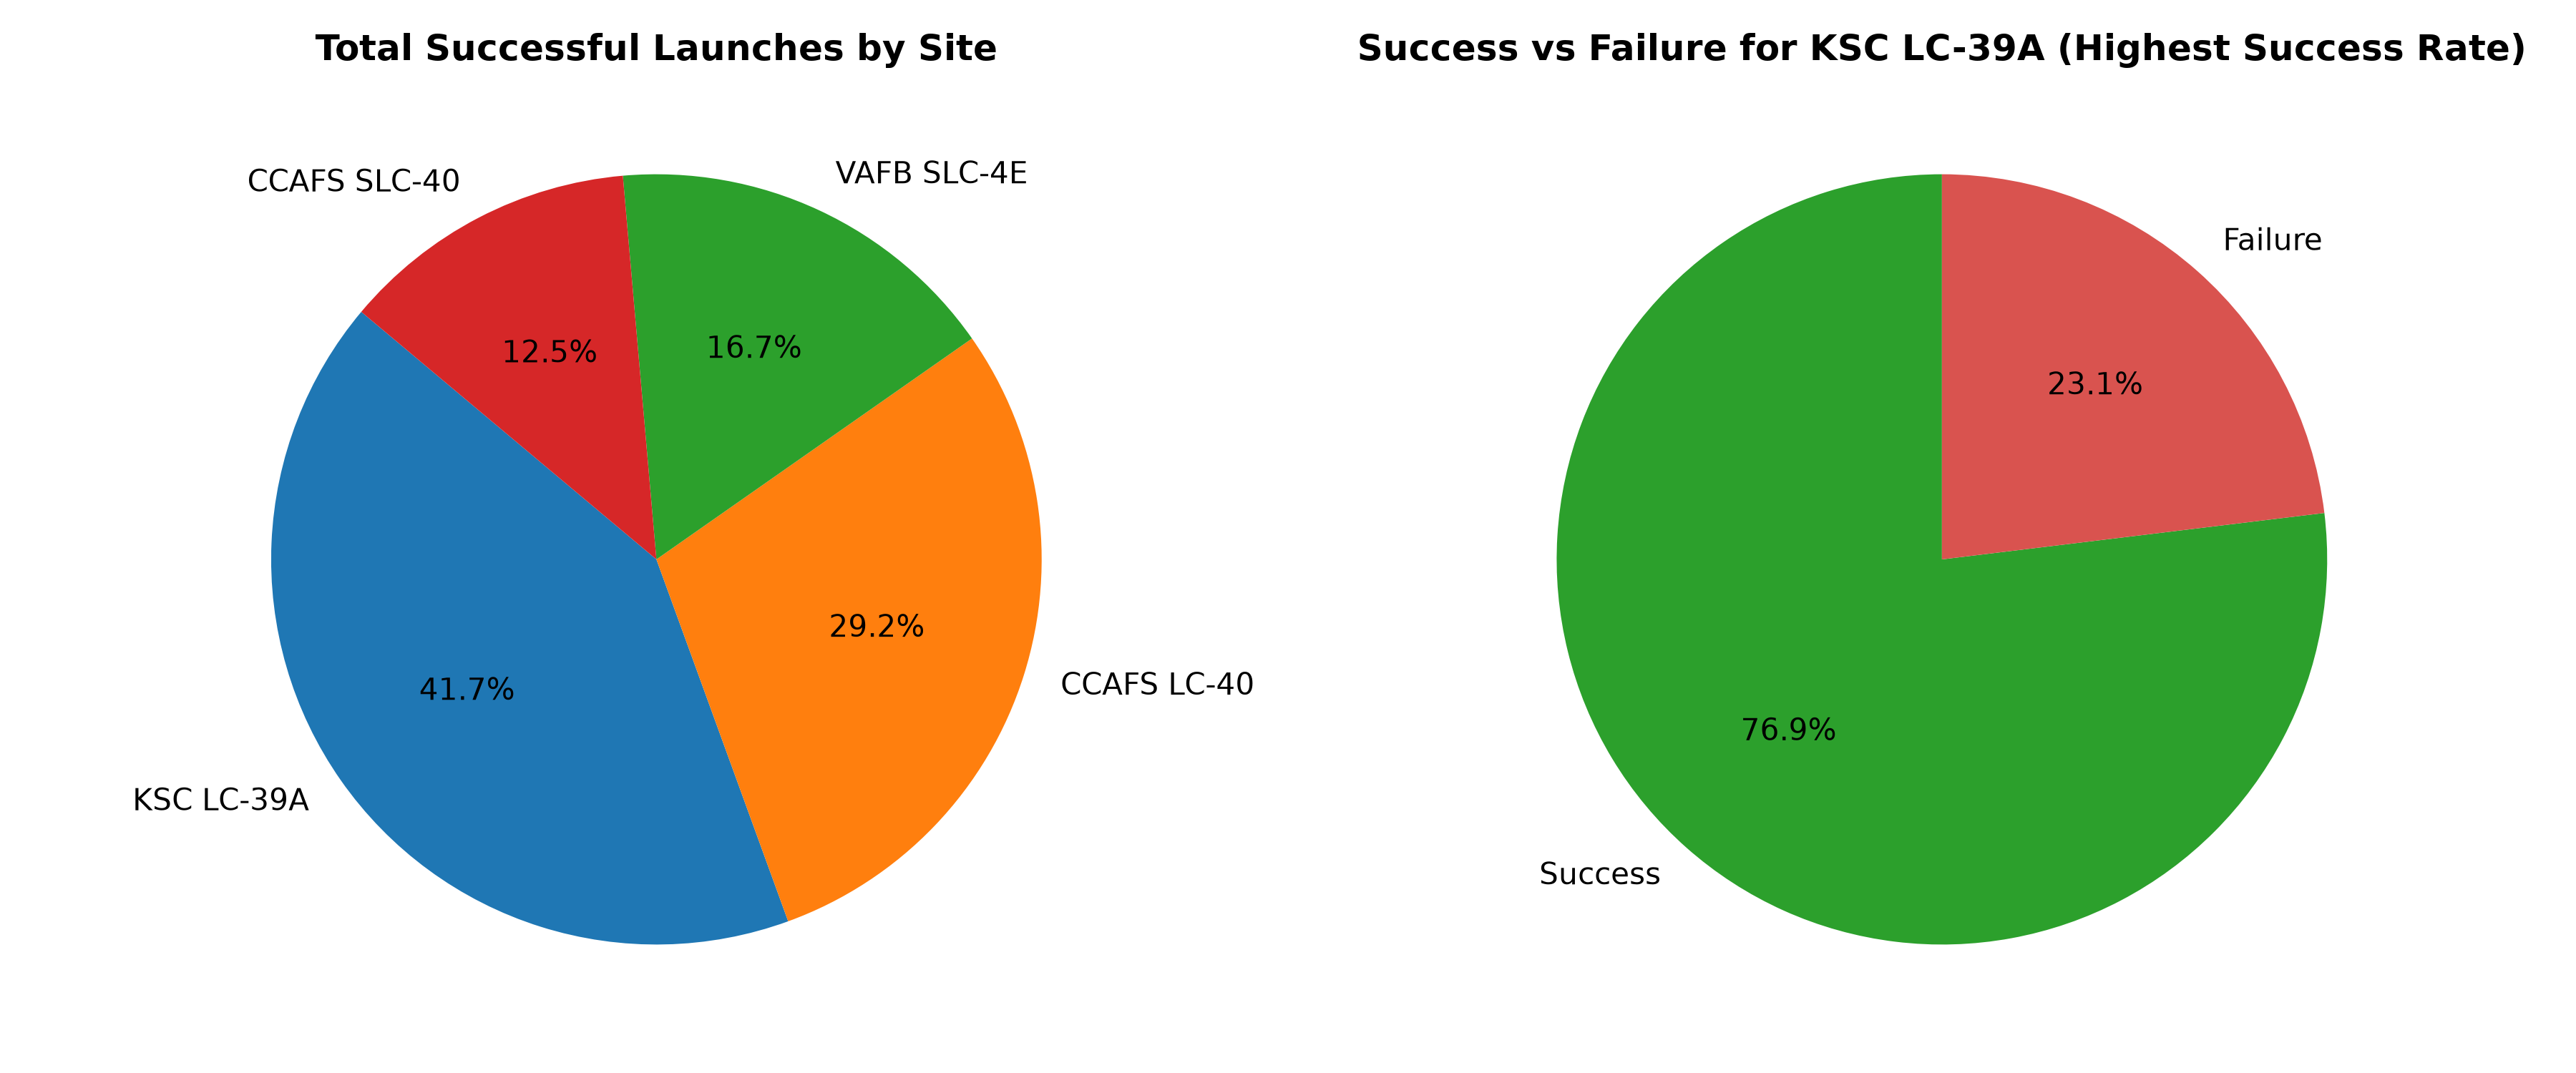 Total Successful Launches by Site
CCAFS SLC-40
VAFB SLC-4E
12.5%
16.7%
29.2%
41.7%
CCAFS LC-40
KSC LC-39A
Success vs Failure for KSC LC-39A (Highest Success Rate)
Failure
23.1%
76.9%
Success